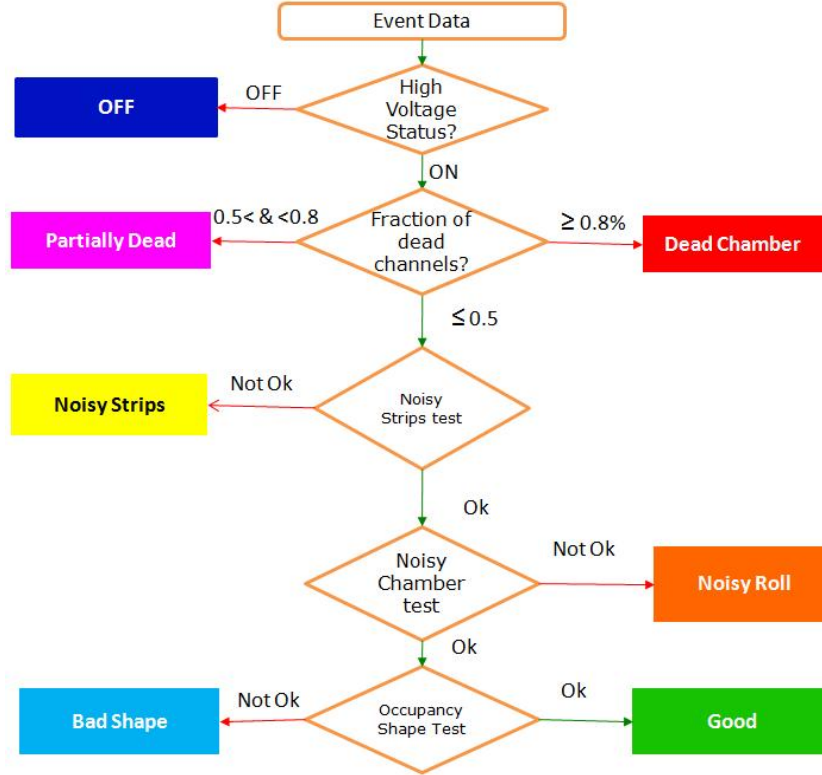 Event Data
High
Voltage
Status?
OFF
OFF
ON
Fraction of
dead
channels?
0.5< & <0.8
Partially Dead
≥ 0.8%
Dead Chamber
≤ 0.5
Noisy
Strips test
Not Ok
Noisy Strips
Ok
Noisy
Chamber
test
Not Ok
Noisy Roll
Ok
Occupancy
Shape Test
Not Ok
Bad Shape
Ok
Good